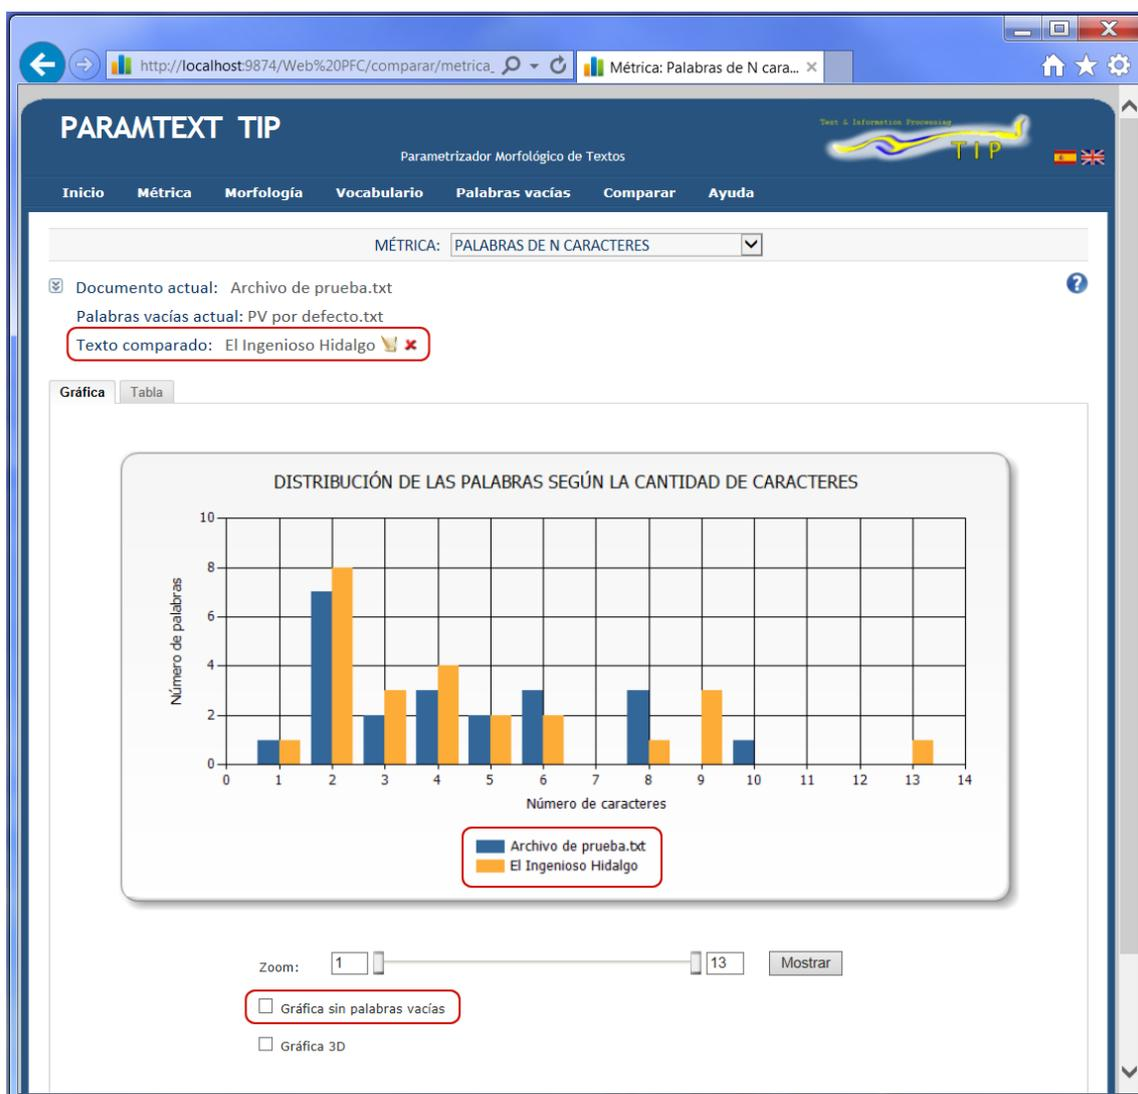 http://localhost:9874/Web%20PFC/comparar/metrica_ Métrica: Palabras de N cara... ×
PARAMTEXT TIP
Text & Information Processing
TIP
Parametrizador Morfológico de Textos
Inicio Métrica Morfología Vocabulario Palabras vacías Comparar Ayuda
MÉTRICA: PALABRAS DE N CARACTERES
Documento actual: Archivo de prueba.txt
Palabras vacías actual: PV por defecto.txt
Texto comparado: El Ingenioso Hidalgo
Gráfica Tabla
DISTRIBUCIÓN DE LAS PALABRAS SEGÚN LA CANTIDAD DE CARACTERES
10
8
6
4
2
0
Número de palabras
0 1 2 3 4 5 6 7 8 9 10 11 12 13 14
Número de caracteres
Archivo de prueba.txt
El Ingenioso Hidalgo
Zoom: 1 13 Mostrar
Gráfica sin palabras vacías
Gráfica 3D